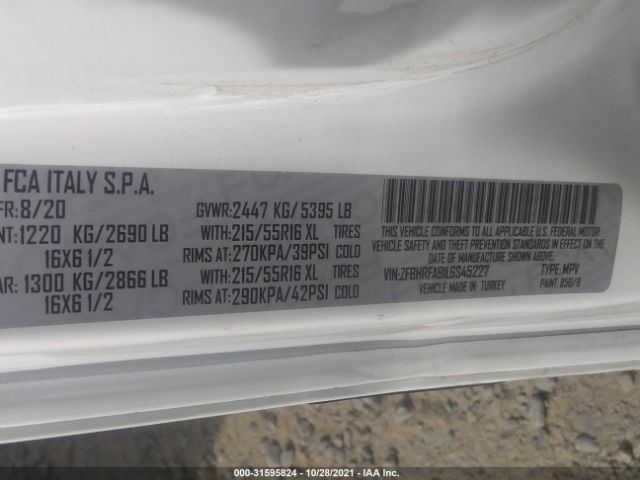 FCA ITALY S.P.A.
FR: 8/20
NT: 1220 KG/2690 LB
16X6 1/2
AR: 1300 KG/2866 LB
16X6 1/2
GVWR: 2447 KG/5395 LB
WITH: 215/55R16 XL TIRES
RIMS AT: 270KPA/39PSI COLD
WITH: 215/55R16 XL TIRES
RIMS AT: 290KPA/42PSI COLD
THIS VEHICLE CONFORMS TO ALL APPLICABLE
FEDERAL MOTOR VEHICLE SAFETY, BUMPER, AND
THEFT PREVENTION STANDARDS IN EFFECT ON THE
DATE OF MANUFACTURE SHOWN ABOVE.
VIN: ZFBHRFAB1L6S45227 TYPE: MPV
VEHICLE MADE IN: TURKEY PAINT: 850/B
000-31595824 | 10/28/2021 | IAA Inc.